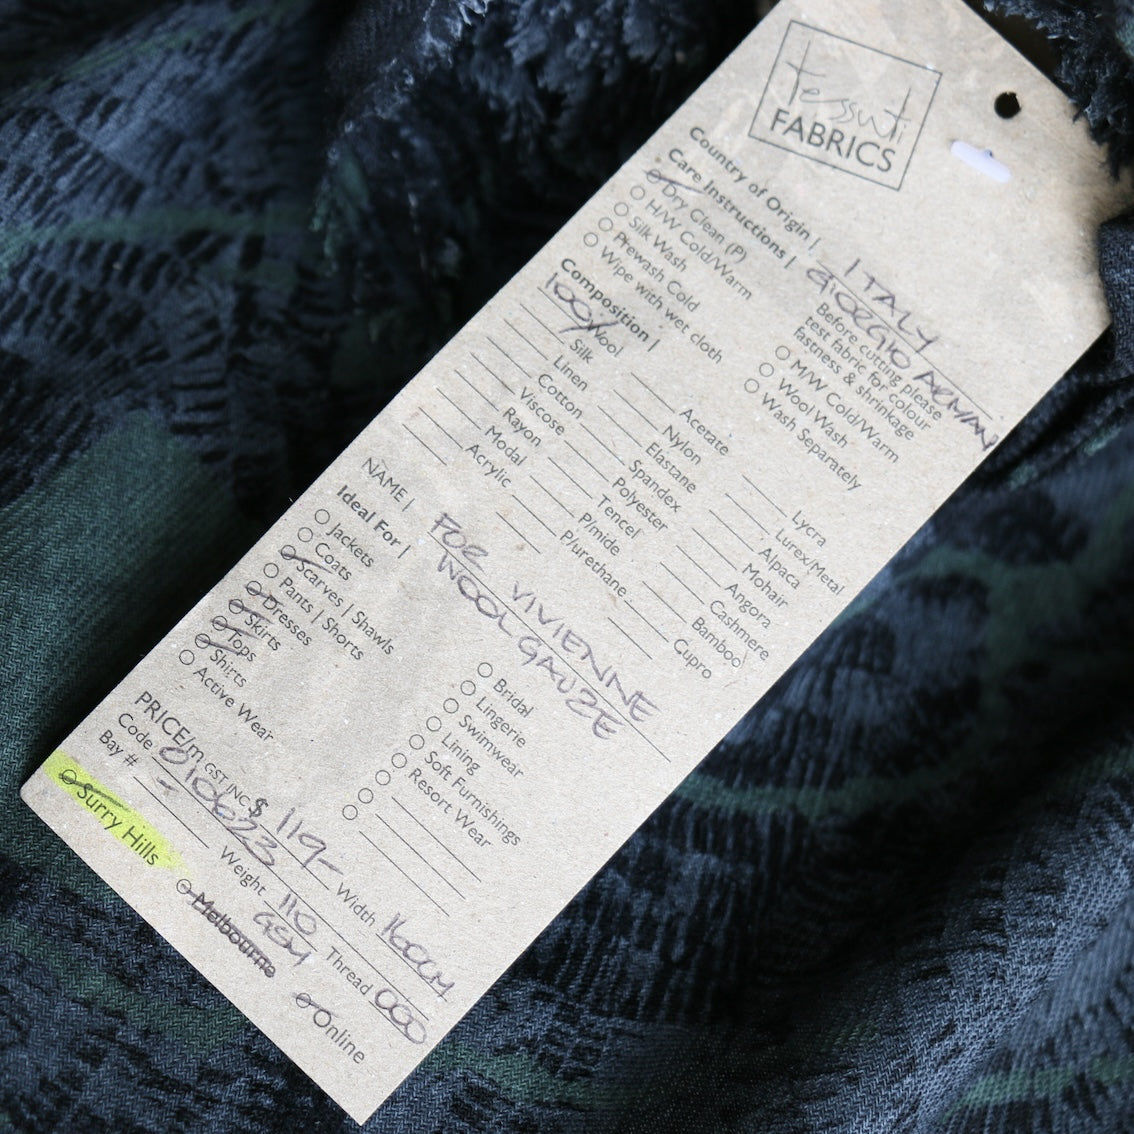 tessuti
FABRICS
Country of Origin | ITALY
Care Instructions | GIORGIO ARMANI
Dry Clean (P)
H/W Cold/Warm
Silk Wash
Prewash Cold
Wipe with wet cloth
Before cutting please
test fabric for colour
fastness & shrinkage
M/W Cold/Warm
Wool Wash
Wash Separately
Composition |
100% Wool
Silk
Linen
Cotton
Viscose
Rayon
Modal
Acrylic
Acetate
Nylon
Elastane
Spandex
Polyester
Tencel
P/mide
P/urethane
Lycra
Lurex/Metal
Alpaca
Mohair
Angora
Cashmere
Bamboo
Cupro
NAME | FOR VIVIENNE
WOOL GAUZE
Ideal For |
Jackets
Coats
Scarves | Shawls
Pants | Shorts
Dresses
Skirts
Tops
Shirts
Active Wear
Bridal
Lingerie
Swimwear
Lining
Soft Furnishings
Resort Wear
PRICE/m GST INC. $ 119- Width 160CM
Code 010623 Weight 110 GSM Thread 000
Bay # -
Surry Hills
Melbourne
Online